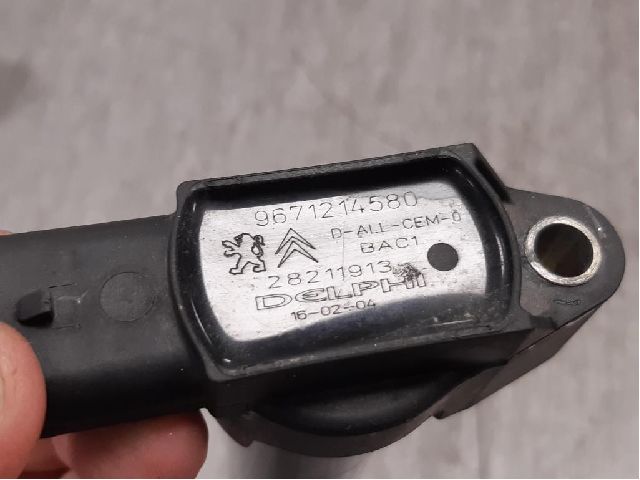 9671214580
D-ALL-CEM-0
BAC1
28211913
DELPHI
16-02-04